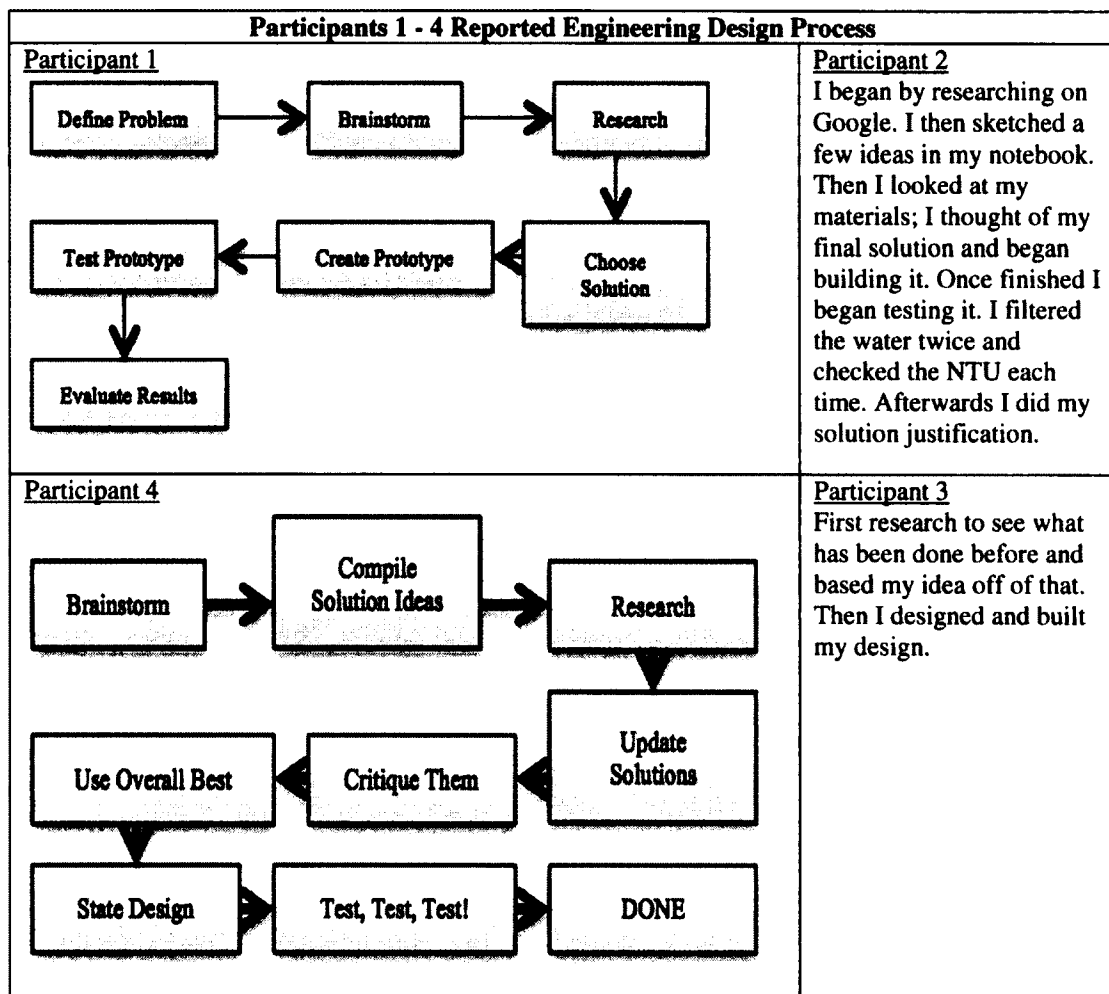 Participants 1 - 4 Reported Engineering Design Process
Participant 1
Define Problem
Brainstorm
Research
Choose
Solution
Create Prototype
Test Prototype
Evaluate Results
Participant 2
I began by researching on
Google. I then sketched a
few ideas in my notebook.
Then I looked at my
materials; I thought of my
final solution and began
building it. Once finished I
began testing it. I filtered
the water twice and
checked the NTU each
time. Afterwards I did my
solution justification.
Participant 4
Brainstorm
Compile
Solution Ideas
Research
Update
Solutions
Critique Them
Use Overall Best
State Design
Test, Test, Test!
DONE
Participant 3
First research to see what
has been done before and
based my idea off of that.
Then I designed and built
my design.